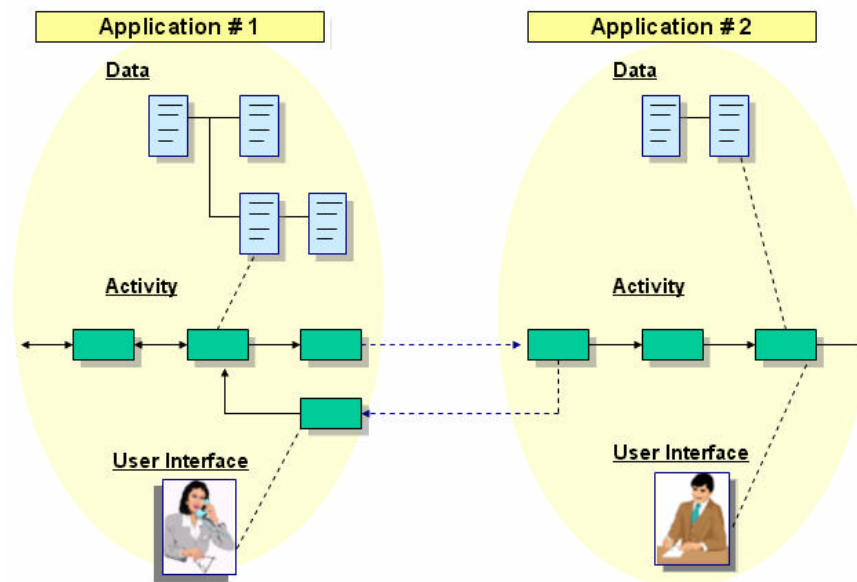 Application # 1
Application # 2
Data
Data
Activity
Activity
User Interface
User Interface